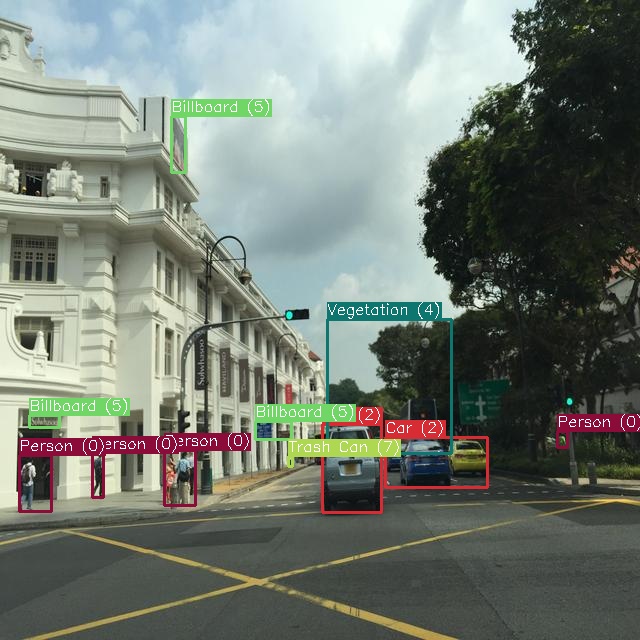 Billboard (5)
Vegetation (4)
Sulwhasoo
Billboard (5)
Billboard (5)
(2)
Car (2)
Person (0)
erson (0)
erson (0)
Trash Can (7)
Person (0)